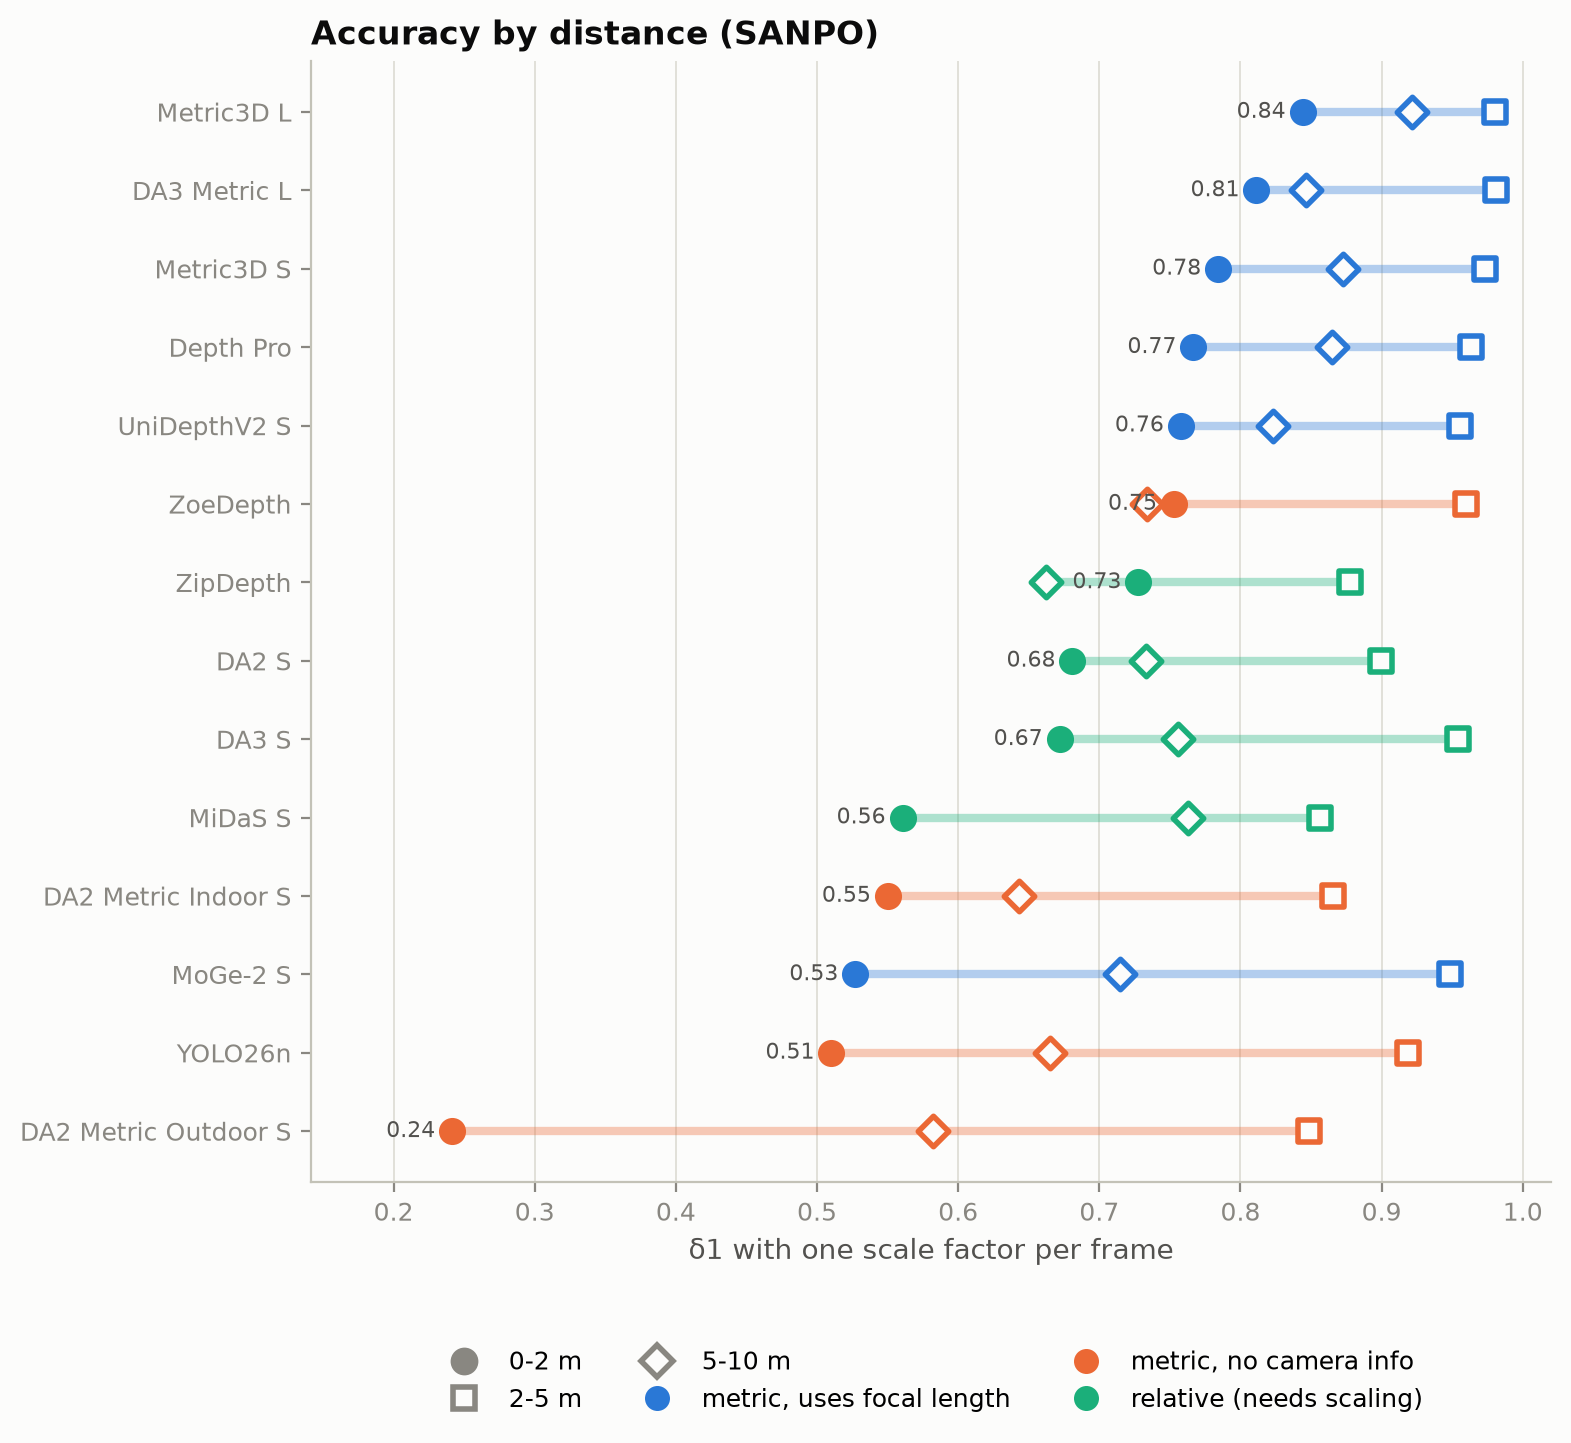 Accuracy by distance (SANPO)
Metric3D L 0.84
DA3 Metric L 0.81
Metric3D S 0.78
Depth Pro 0.77
UniDepthV2 S 0.76
ZoeDepth 0.75
ZipDepth 0.73
DA2 S 0.68
DA3 S 0.67
MiDaS S 0.56
DA2 Metric Indoor S 0.55
MoGe-2 S 0.53
YOLO26n 0.51
DA2 Metric Outdoor S 0.24
0.2 0.3 0.4 0.5 0.6 0.7 0.8 0.9 1.0
δ1 with one scale factor per frame
0-2 m 5-10 m metric, no camera info
2-5 m metric, uses focal length relative (needs scaling)